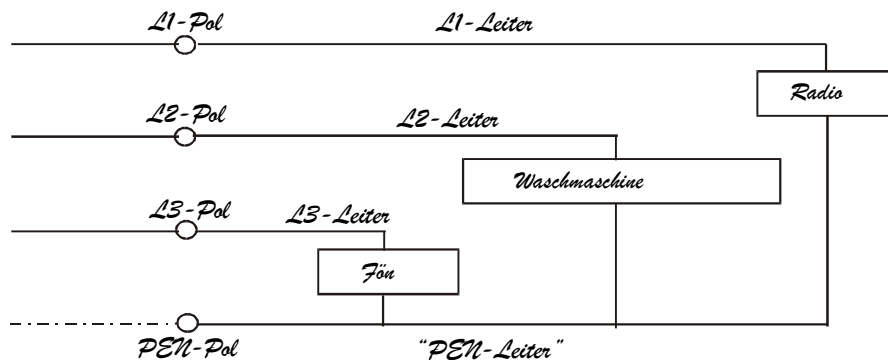 L1-Pol
L1-Leiter
Radio
L2-Pol
L2-Leiter
Waschmaschine
L3-Pol
L3-Leiter
Fön
PEN-Pol
"PEN-Leiter"